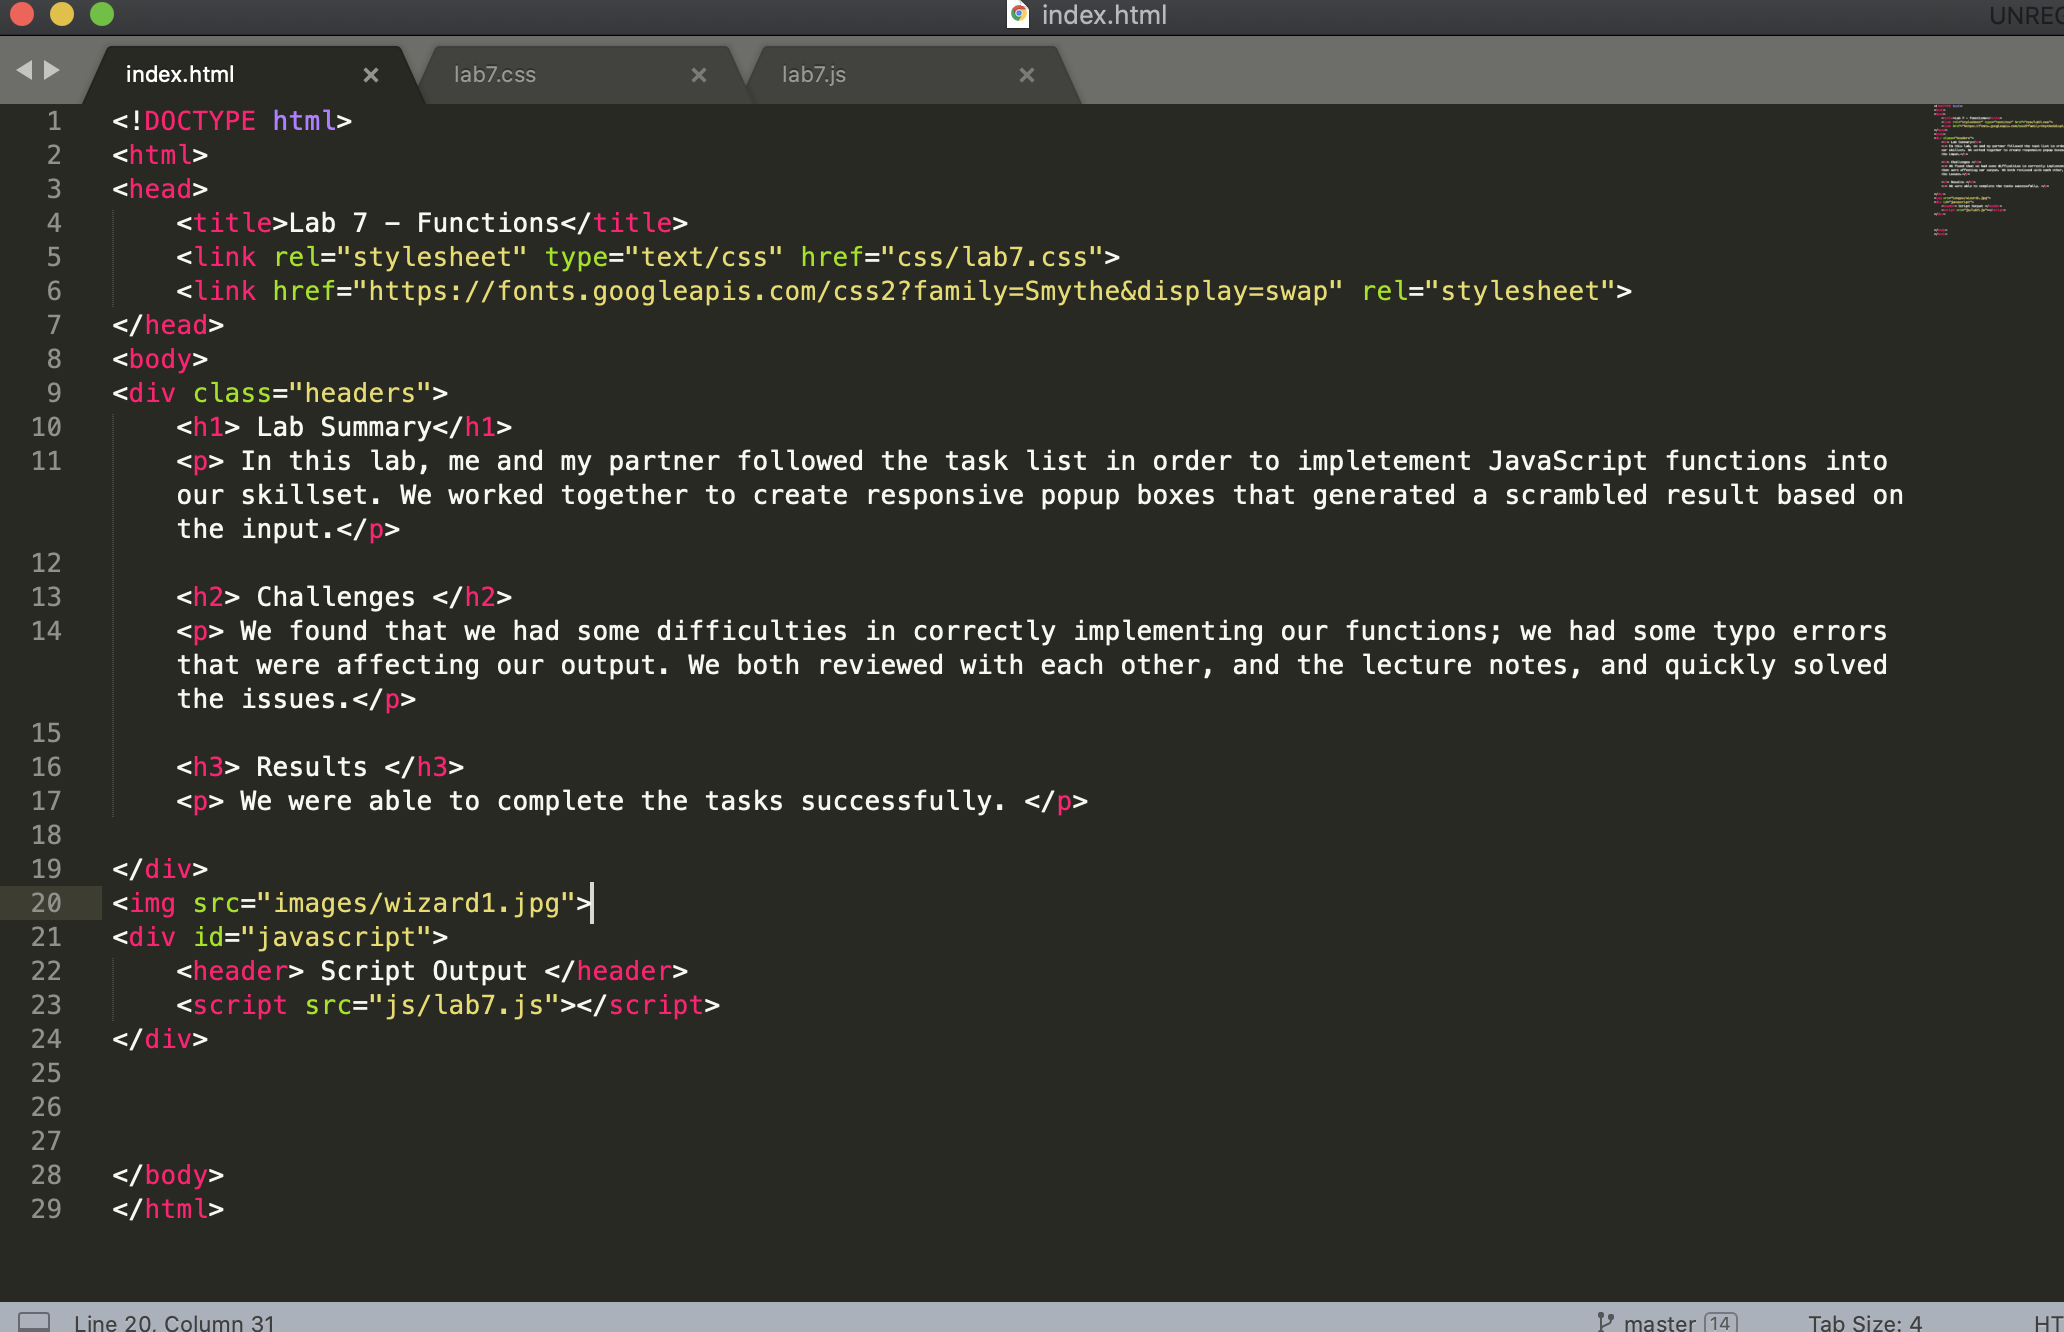 index.html
UNREG
index.html ×
lab7.css ×
lab7.js ×
1 <!DOCTYPE html>
2 <html>
3 <head>
4 <title>Lab 7 – Functions</title>
5 <link rel="stylesheet" type="text/css" href="css/lab7.css">
6 <link href="https://fonts.googleapis.com/css2?family=Smythe&display=swap" rel="stylesheet">
7 </head>
8 <body>
9 <div class="headers">
10 <h1> Lab Summary</h1>
11 <p> In this lab, me and my partner followed the task list in order to impletement JavaScript functions into
our skillset. We worked together to create responsive popup boxes that generated a scrambled result based on
the input.</p>
12
13 <h2> Challenges </h2>
14 <p> We found that we had some difficulties in correctly implementing our functions; we had some typo errors
that were affecting our output. We both reviewed with each other, and the lecture notes, and quickly solved
the issues.</p>
15
16 <h3> Results </h3>
17 <p> We were able to complete the tasks successfully. </p>
18
19 </div>
20 <img src="images/wizard1.jpg">
21 <div id="javascript">
22 <header> Script Output </header>
23 <script src="js/lab7.js"></script>
24 </div>
25
26
27
28 </body>
29 </html>
Line 20, Column 31
master 14
Tab Size: 4
HT